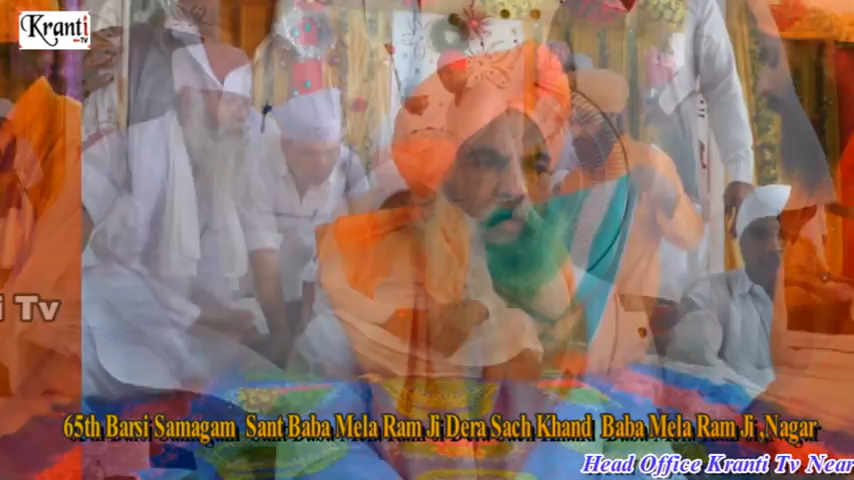 Kranti
TV
i Tv
65th Barsi Samagam Sant Baba Mela Ram Ji Dera Sach Khand Baba Mela Ram Ji ,Nagar
Head Office Kranti Tv Near